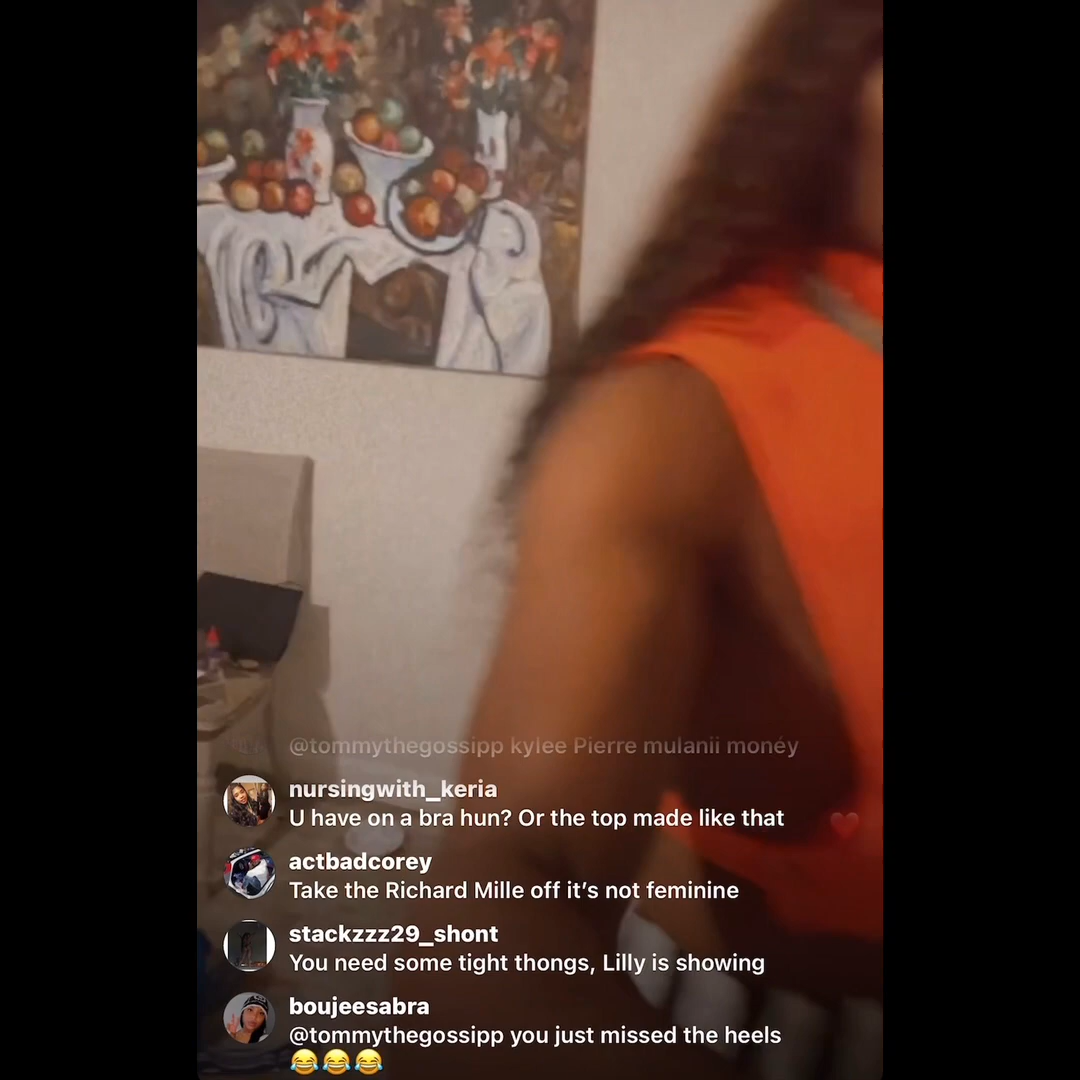 @tommythegossipp kylee Pierre mulanii monéy
nursingwith_keria
U have on a bra hun? Or the top made like that
actbadcorey
Take the Richard Mille off it’s not feminine
stackzzz29_shont
You need some tight thongs, Lilly is showing
boujeesabra
@tommythegossipp you just missed the heels
😂😂😂